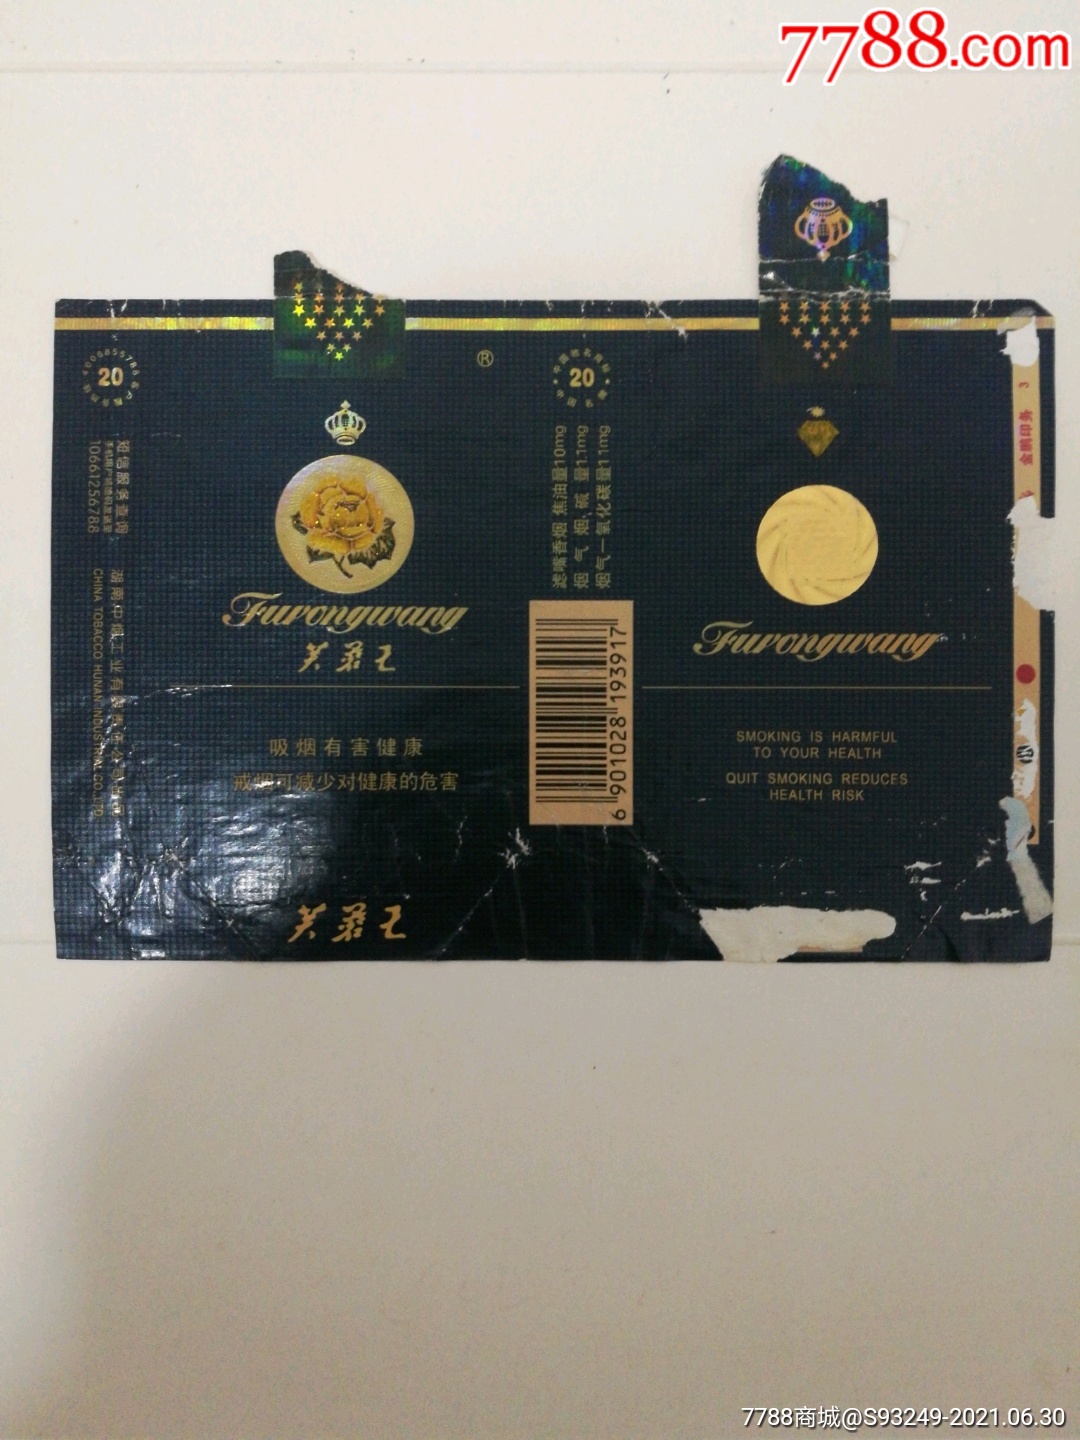 7788.com
20
®
20
短信服务查询:
10661256788
湖南中烟工业有限责任公司出品
CHINA TOBACCO HUNAN INDUSTRIAL CO.,LTD.
Furongwang
芙蓉王
吸烟有害健康
戒烟可减少对健康的危害
芙蓉王
滤嘴香烟 焦油量10mg
烟气烟碱量1.1mg
烟气一氧化碳量11mg
6 901028 193917
Furongwang
SMOKING IS HARMFUL
TO YOUR HEALTH
QUIT SMOKING REDUCES
HEALTH RISK
金鹏印务 3
7788商城@S93249-2021.06.30